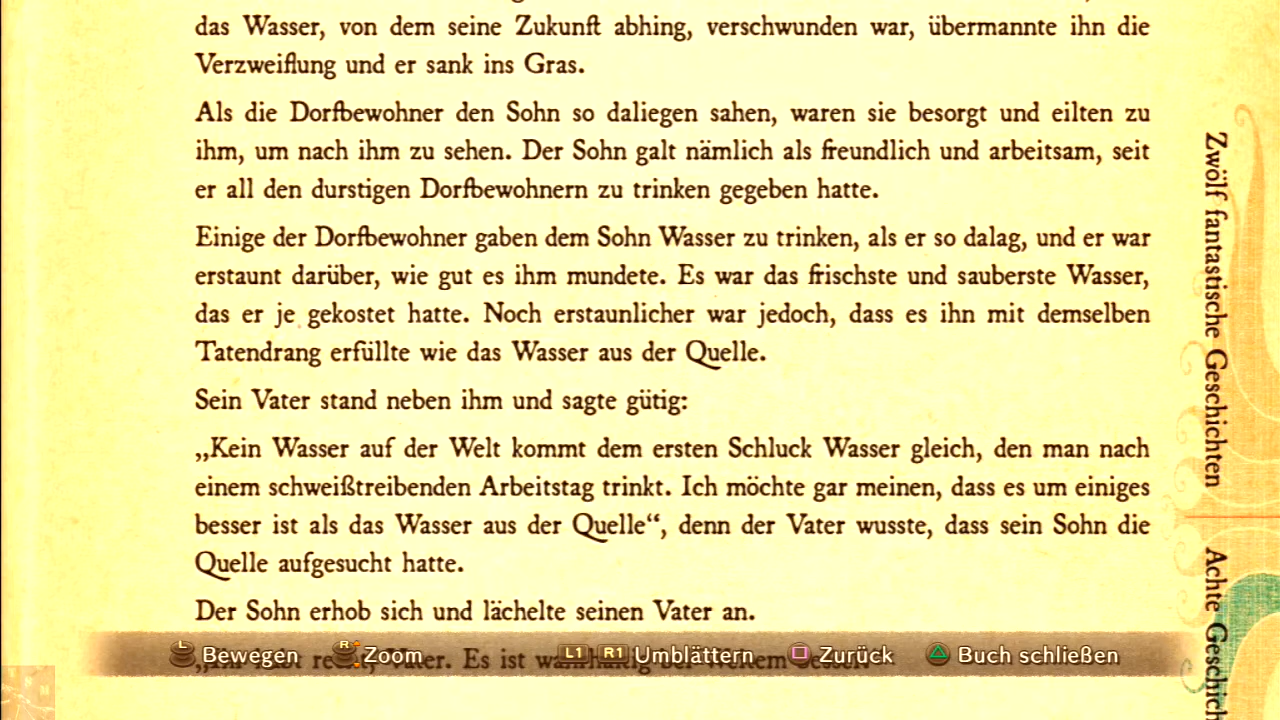 das Wasser, von dem seine Zukunft abhing, verschwunden war, übermannte ihn die
Verzweiflung und er sank ins Gras.
Als die Dorfbewohner den Sohn so daliegen sahen, waren sie besorgt und eilten zu
ihm, um nach ihm zu sehen. Der Sohn galt nämlich als freundlich und arbeitsam, seit
er all den durstigen Dorfbewohnern zu trinken gegeben hatte.
Einige der Dorfbewohner gaben dem Sohn Wasser zu trinken, als er so dalag, und er war
erstaunt darüber, wie gut es ihm mundete. Es war das frischste und sauberste Wasser,
das er je gekostet hatte. Noch erstaunlicher war jedoch, dass es ihn mit demselben
Tatendrang erfüllte wie das Wasser aus der Quelle.
Sein Vater stand neben ihm und sagte gütig:
„Kein Wasser auf der Welt kommt dem ersten Schluck Wasser gleich, den man nach
einem schweißtreibenden Arbeitstag trinkt. Ich möchte gar meinen, dass es um einiges
besser ist als das Wasser aus der Quelle“, denn der Vater wusste, dass sein Sohn die
Quelle aufgesucht hatte.
Der Sohn erhob sich und lächelte seinen Vater an.
Es ist
L Bewegen R Zoom L1 R1 Umblättern Zurück Buch schließen
Zwölf fantastische Geschichten
Achte